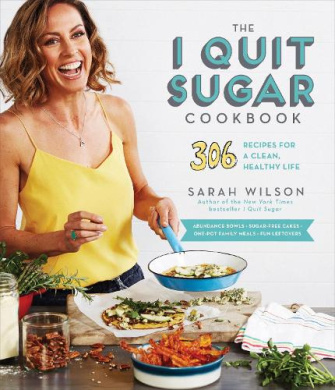 THE
I QUIT
SUGAR
COOKBOOK
306
RECIPES FOR
A CLEAN,
HEALTHY LIFE
SARAH WILSON
Author of the New York Times
bestseller I Quit Sugar
ABUNDANCE BOWLS · SUGAR-FREE CAKES ·
ONE-POT FAMILY MEALS · FUN LEFTOVERS